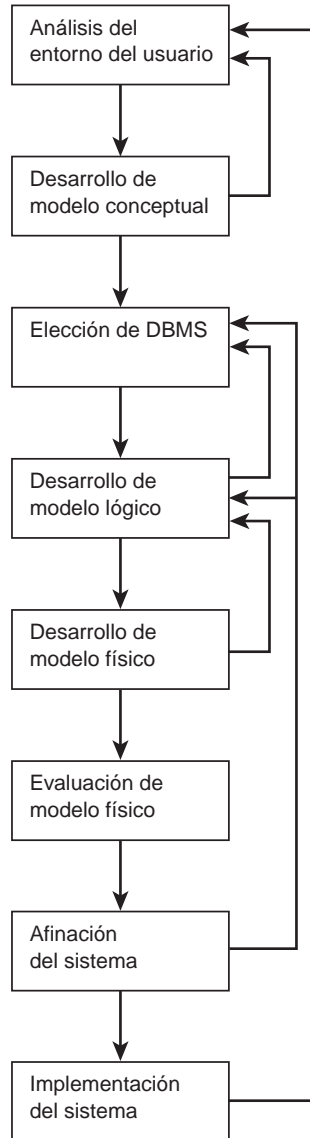 Análisis del
entorno del usuario
Desarrollo de
modelo conceptual
Elección de DBMS
Desarrollo de
modelo lógico
Desarrollo de
modelo físico
Evaluación de
modelo físico
Afinación
del sistema
Implementación
del sistema